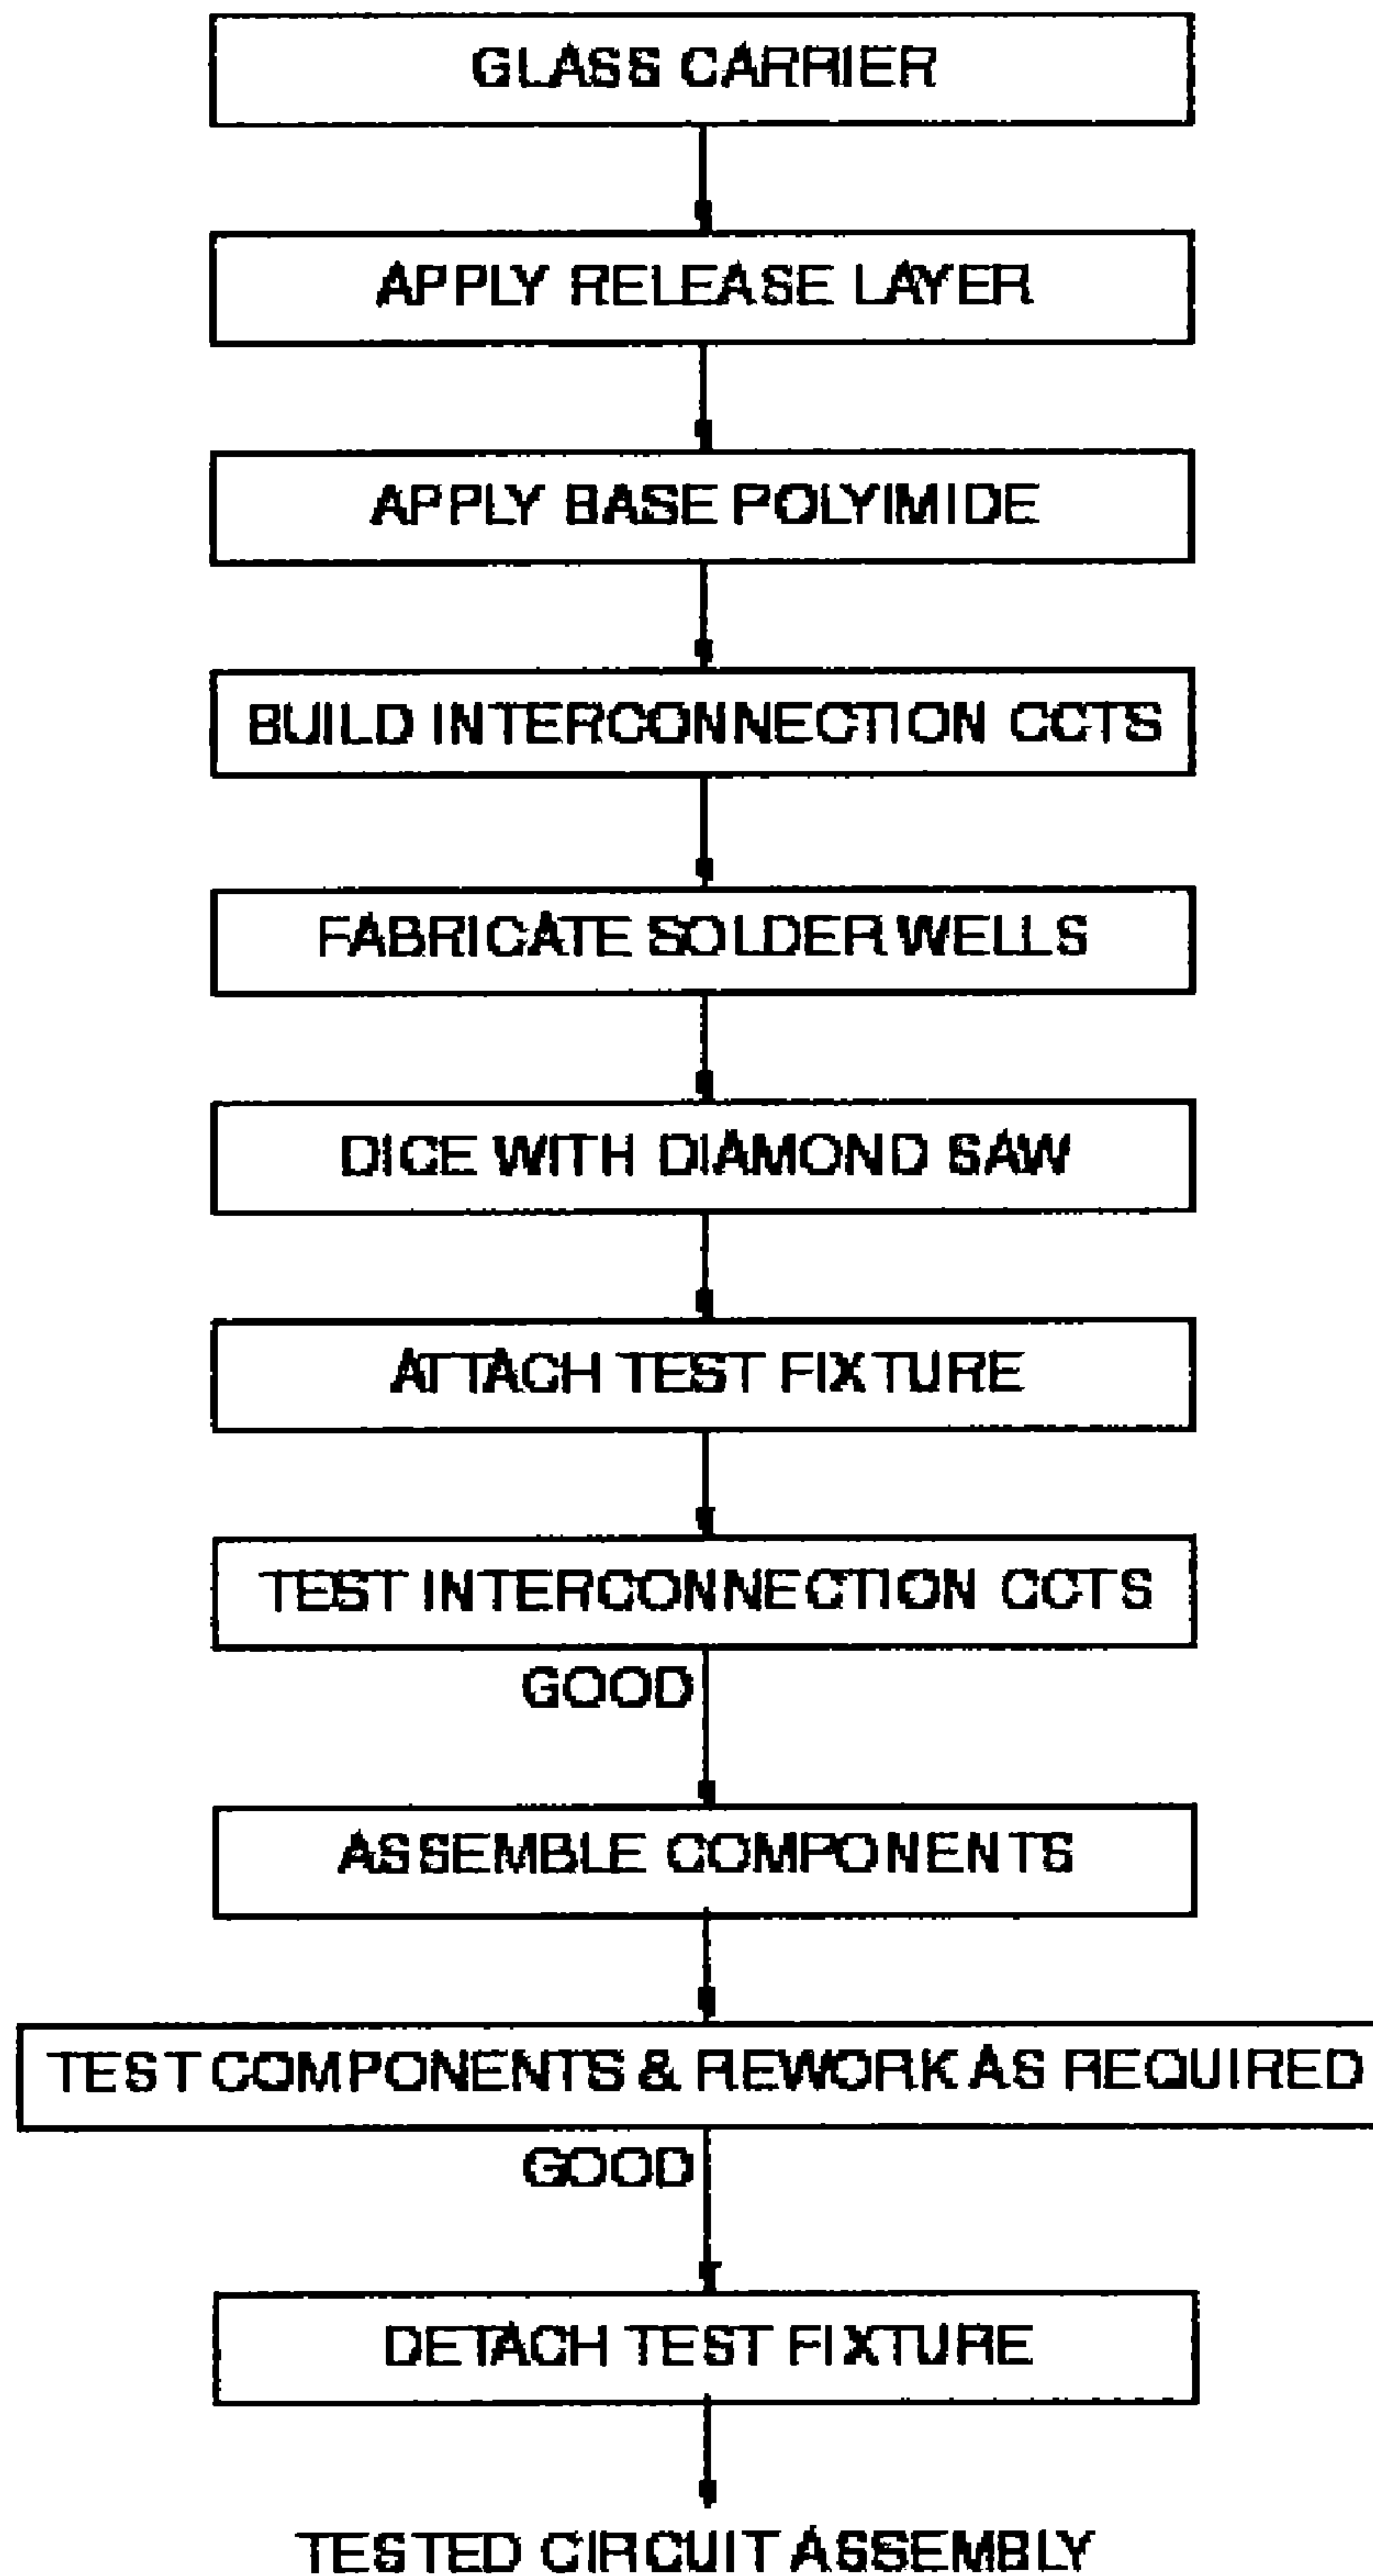 GLASS CARRIER
APPLY RELEASE LAYER
APPLY BASE POLYIMIDE
BUILD INTERCONNECTION CCTS
FABRICATE SOLDER WELLS
DICE WITH DIAMOND SAW
ATTACH TEST FIXTURE
TEST INTERCONNECTION CCTS
GOOD
ASSEMBLE COMPONENTS
TEST COMPONENTS & REWORK AS REQUIRED
GOOD
DETACH TEST FIXTURE
TESTED CIRCUIT ASSEMBLY